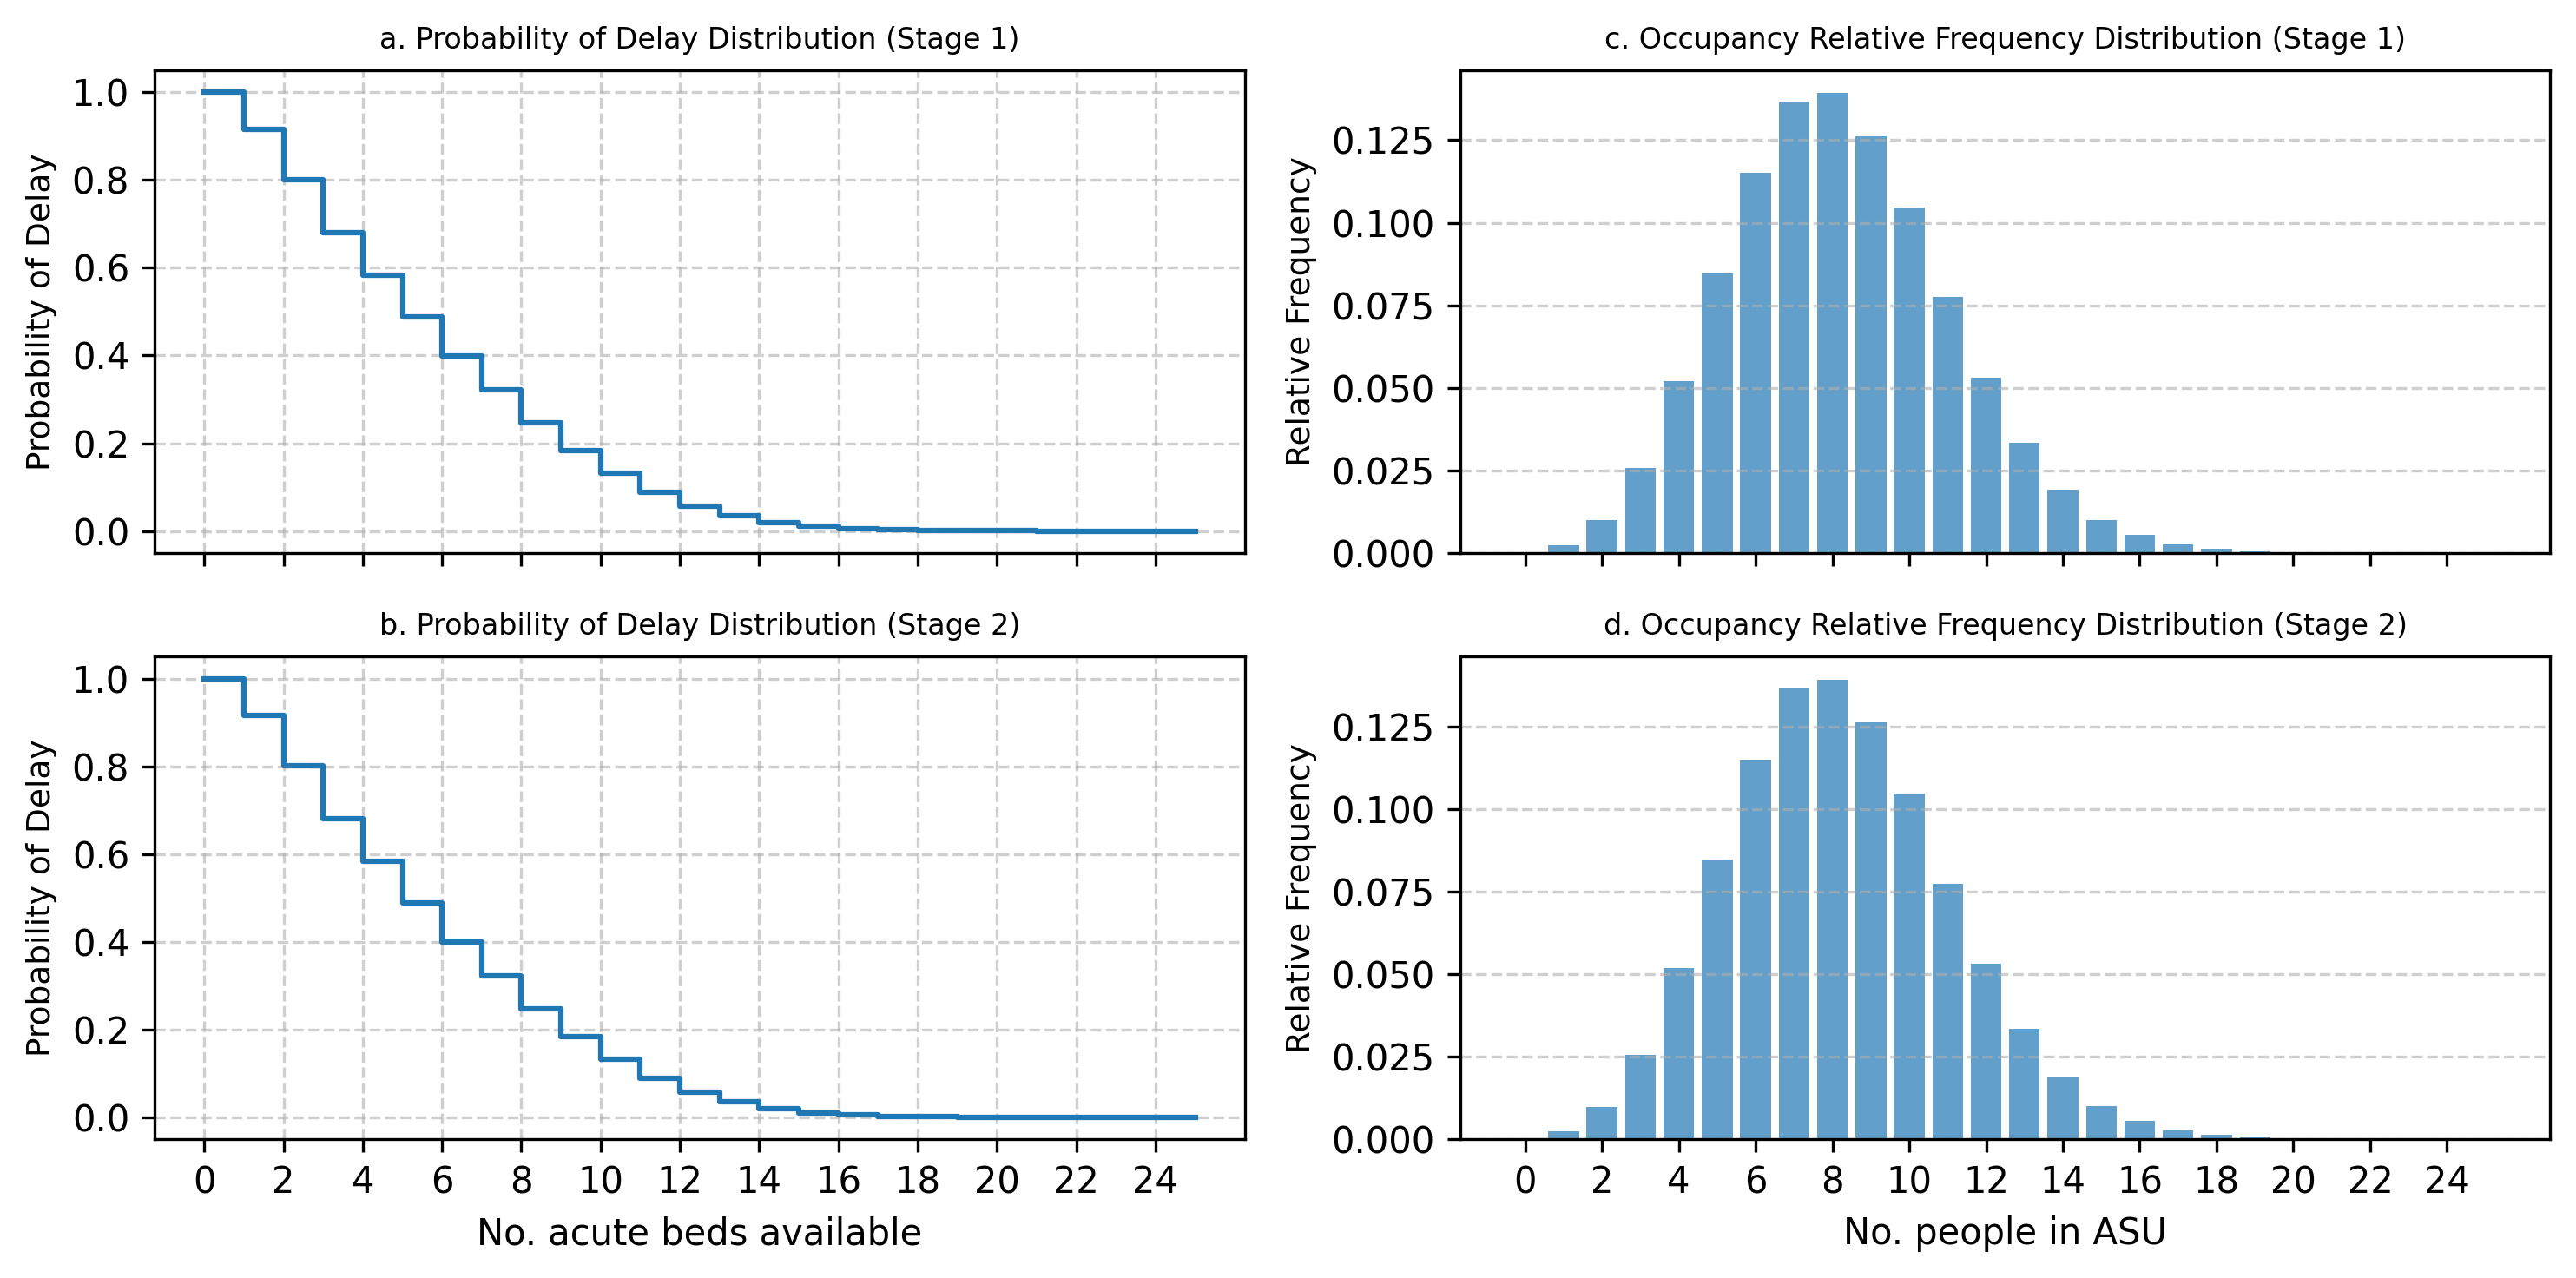 a. Probability of Delay Distribution (Stage 1)
Probability of Delay
1.0
0.8
0.6
0.4
0.2
0.0
c. Occupancy Relative Frequency Distribution (Stage 1)
Relative Frequency
0.125
0.100
0.075
0.050
0.025
0.000
b. Probability of Delay Distribution (Stage 2)
Probability of Delay
1.0
0.8
0.6
0.4
0.2
0.0
0 2 4 6 8 10 12 14 16 18 20 22 24
No. acute beds available
d. Occupancy Relative Frequency Distribution (Stage 2)
Relative Frequency
0.125
0.100
0.075
0.050
0.025
0.000
0 2 4 6 8 10 12 14 16 18 20 22 24
No. people in ASU